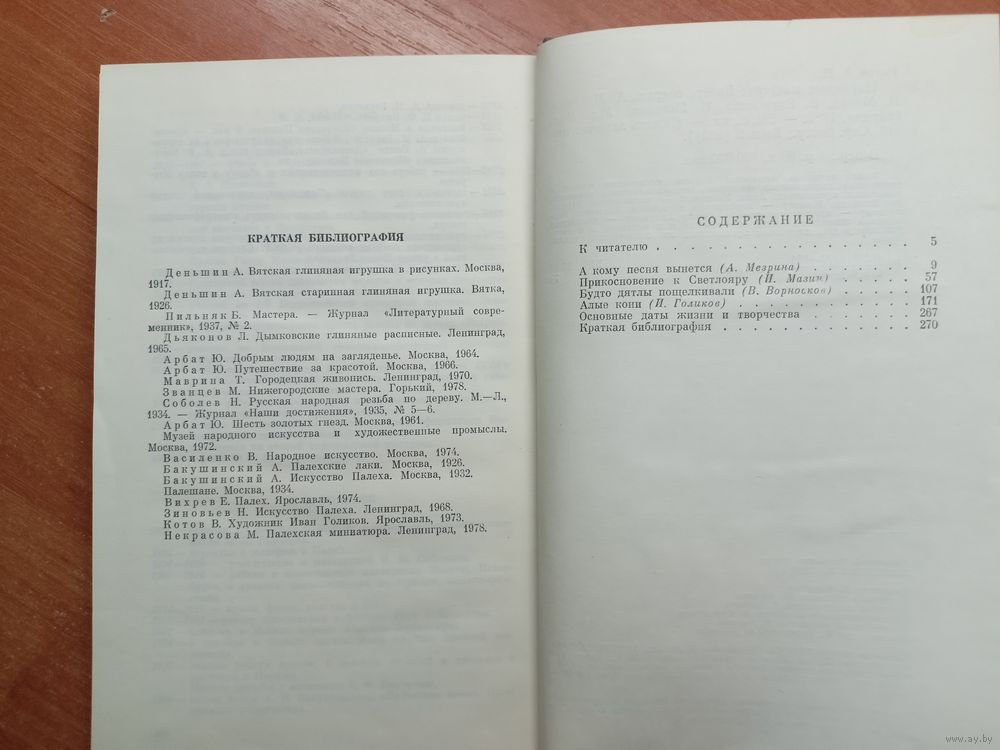 КРАТКАЯ БИБЛИОГРАФИЯ
Деньшин А. Вятская глиняная игрушка в рисунках. Москва,
1917.
Деньшин А. Вятская старинная глиняная игрушка. Вятка,
1926.
Пильняк Б. Мастера. — Журнал «Литературный совре-
менник», 1937, № 2.
Дьяконов Л. Дымковские глиняные расписные. Ленинград,
1965.
Арбат Ю. Добрым людям на загляденье. Москва, 1964.
Арбат Ю. Путешествие за красотой. Москва, 1966.
Маврина Т. Городецкая живопись. Ленинград, 1970.
Званцев М. Нижегородские мастера. Горький, 1978.
Соболев Н. Русская народная резьба по дереву. М.—Л.,
1934. — Журнал «Наши достижения», 1935, № 5—6.
Арбат Ю. Шесть золотых гнезд. Москва, 1961.
Музей народного искусства и художественные промыслы.
Москва, 1972.
Василенко В. Народное искусство. Москва, 1974.
Бакушинский А. Палехские лаки. Москва, 1926.
Бакушинский А. Искусство Палеха. Москва, 1932.
Палешане. Москва, 1934.
Вихрев Е. Палех. Ярославль, 1974.
Зиновьев Н. Искусство Палеха. Ленинград, 1968.
Котов В. Художник Иван Голиков. Ярославль, 1973.
Некрасова М. Палехская миниатюра. Ленинград, 1978.
СОДЕРЖАНИЕ
К читателю . . . . . . . . . . . . . . . . . 5
А кому песня вынется (А. Мезрина) . . . . . . . 9
Прикосновение к Светлояру (И. Мазин) . . . . . 57
Будто дятлы пощелкивали (В. Ворносков) . . . . . 107
Алые кони (И. Голиков) . . . . . . . . . . . 171
Основные даты жизни и творчества . . . . . . . 267
Краткая библиография . . . . . . . . . . . . 270
www.ay.by